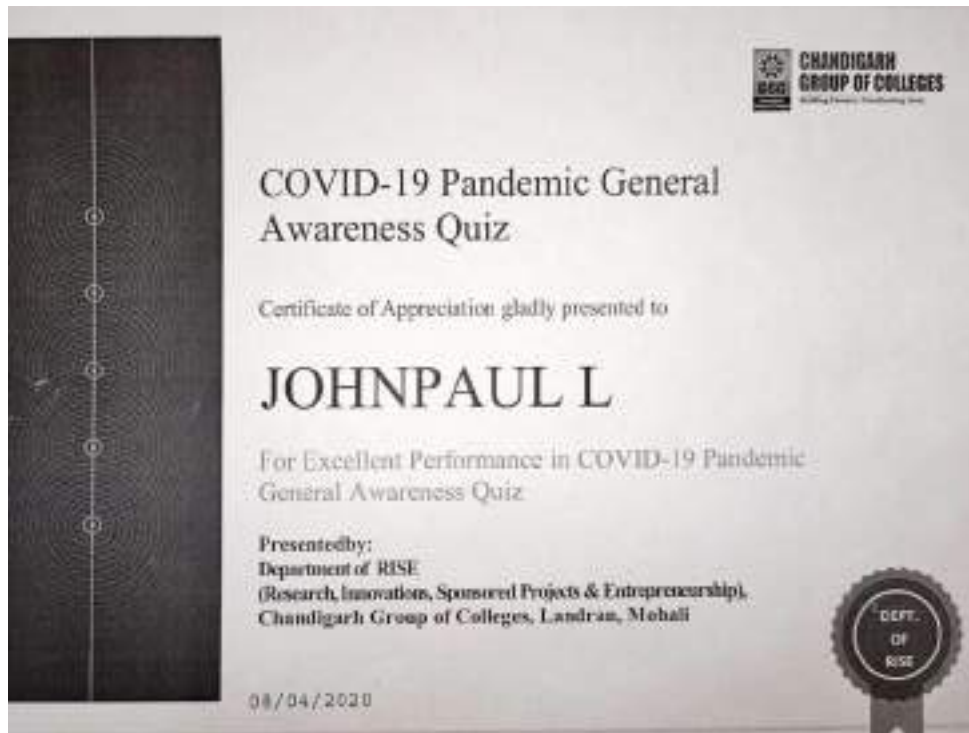 CHANDIGARH
GROUP OF COLLEGES
COVID-19 Pandemic General
Awareness Quiz
Certificate of Appreciation gladly presented to
JOHNPAUL L
For Excellent Performance in COVID-19 Pandemic
General Awareness Quiz
Presentedby:
Department of RISE
(Research, Innovations, Sponsored Projects & Entrepreneurship),
Chandigarh Group of Colleges, Landran, Mohali
DEPT.
OF
RISE
08/04/2020